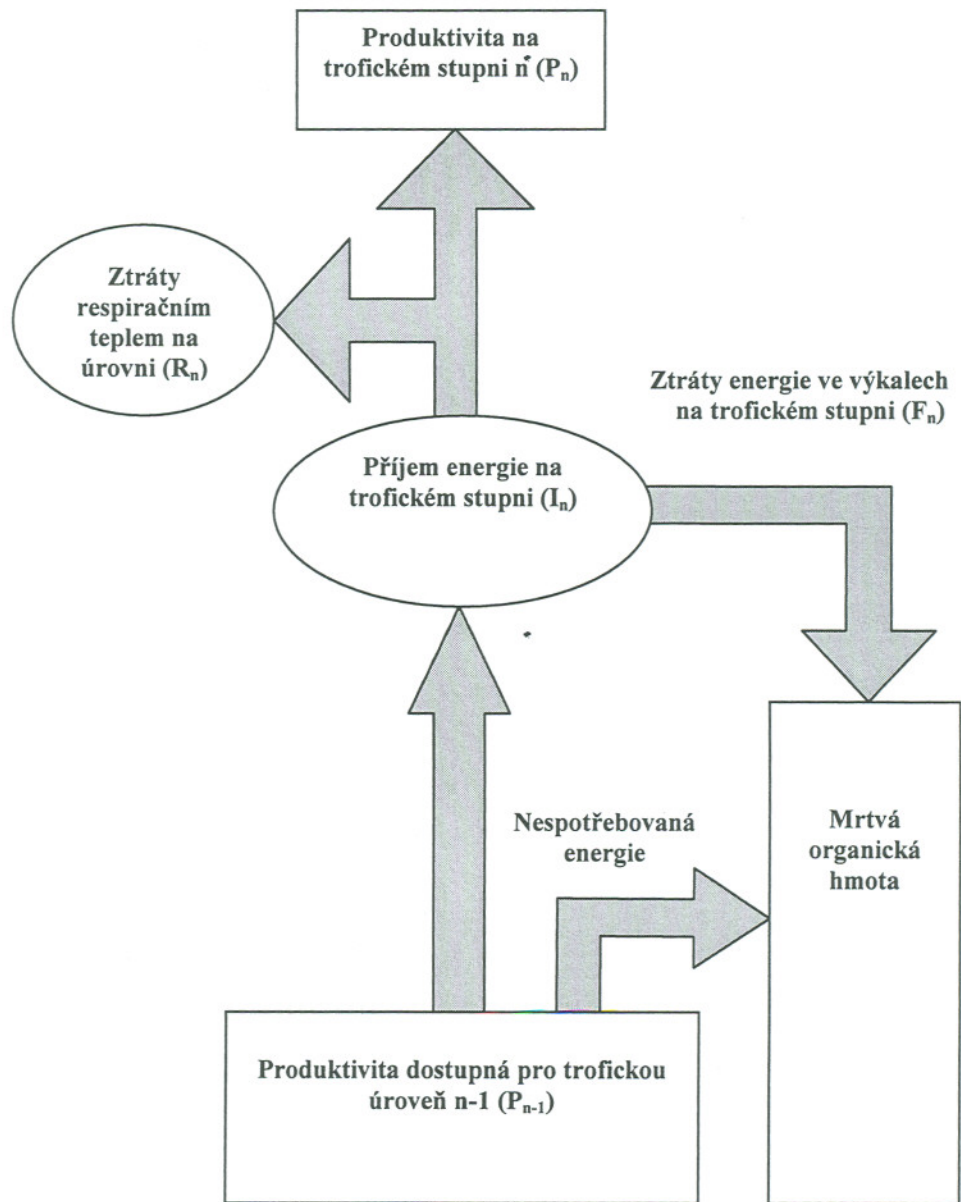 Produktivita na
trofickém stupni n (Pn)
Ztráty
respiračním
teplem na
úrovni (Rn)
Ztráty energie ve výkalech
na trofickém stupni (Fn)
Příjem energie na
trofickém stupni (In)
Nespotřebovaná
energie
Mrtvá
organická
hmota
Produktivita dostupná pro trofickou
úroveň n-1 (Pn-1)